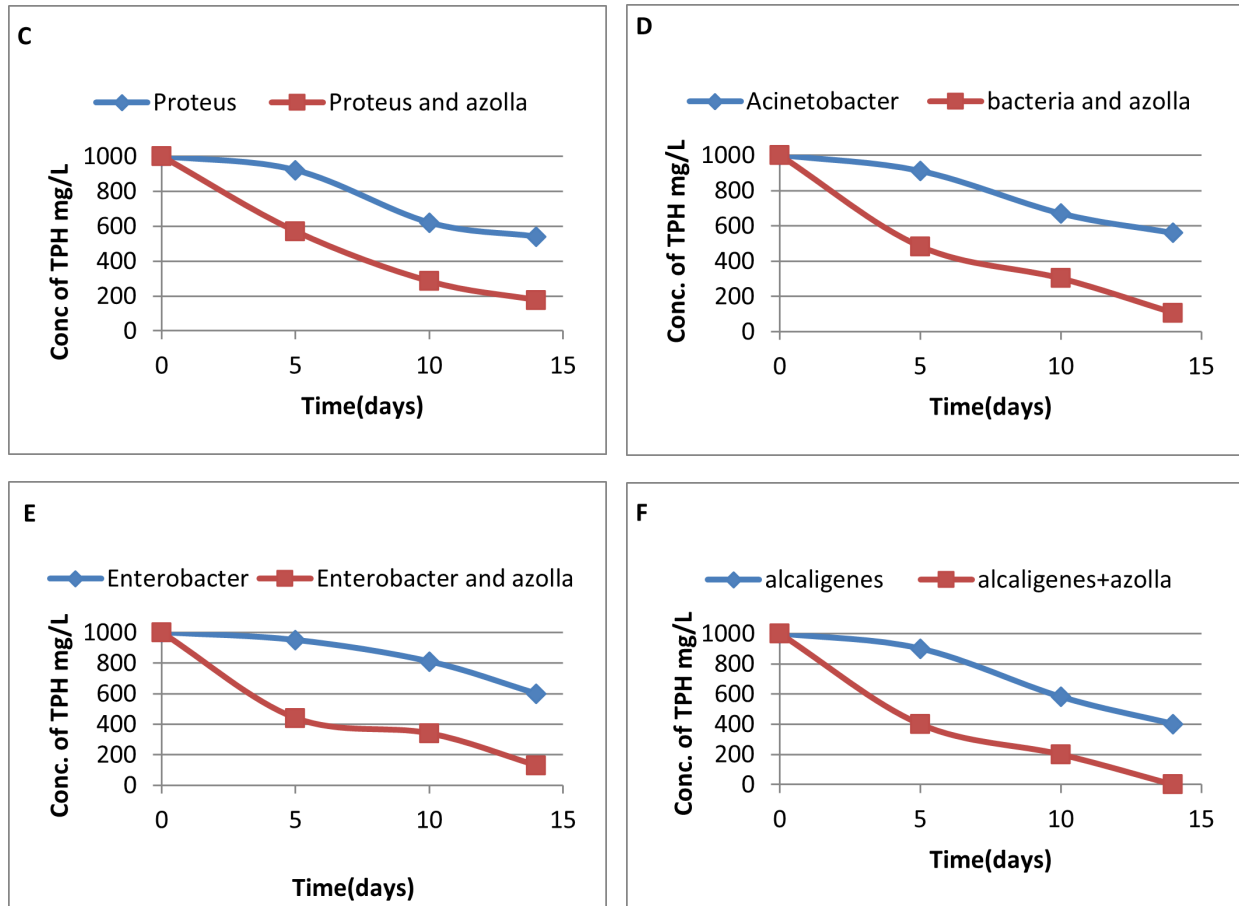 C
Proteus Proteus and azolla
Conc. of TPH mg/L
1000
800
600
400
200
0
0 5 10 15
Time(days)
D
Acinetobacter bacteria and azolla
Conc. of TPH mg/L
1000
800
600
400
200
0
0 5 10 15
Time(days)
E
Enterobacter Enterobacter and azolla
Conc. of TPH mg/L
1000
800
600
400
200
0
0 5 10 15
Time(days)
F
alcaligenes alcaligenes+azolla
Conc. of TPH mg/L
1000
800
600
400
200
0
0 5 10 15
Time(days)